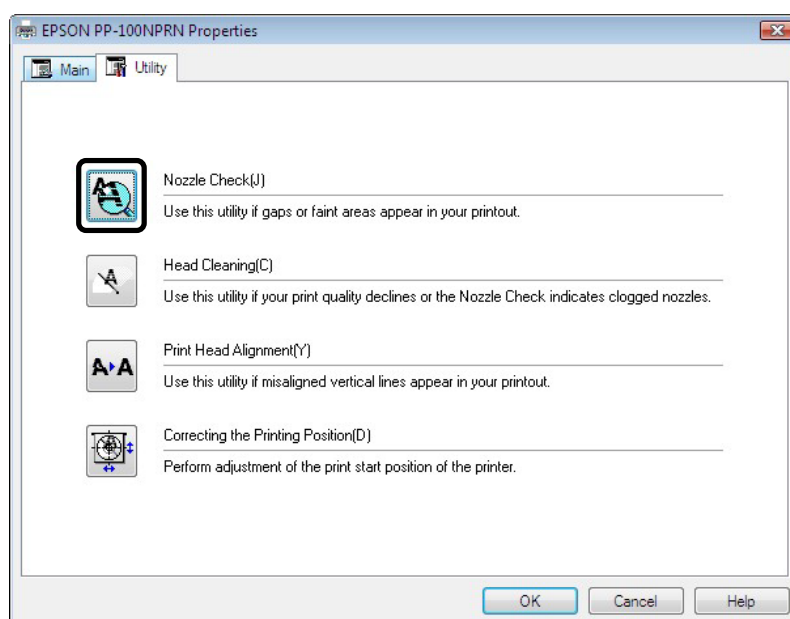 EPSON PP-100NPRN Properties
Main
Utility
Nozzle Check(J)
Use this utility if gaps or faint areas appear in your printout.
Head Cleaning(C)
Use this utility if your print quality declines or the Nozzle Check indicates clogged nozzles.
A A
Print Head Alignment(Y)
Use this utility if misaligned vertical lines appear in your printout.
Correcting the Printing Position(D)
Perform adjustment of the print start position of the printer.
OK
Cancel
Help